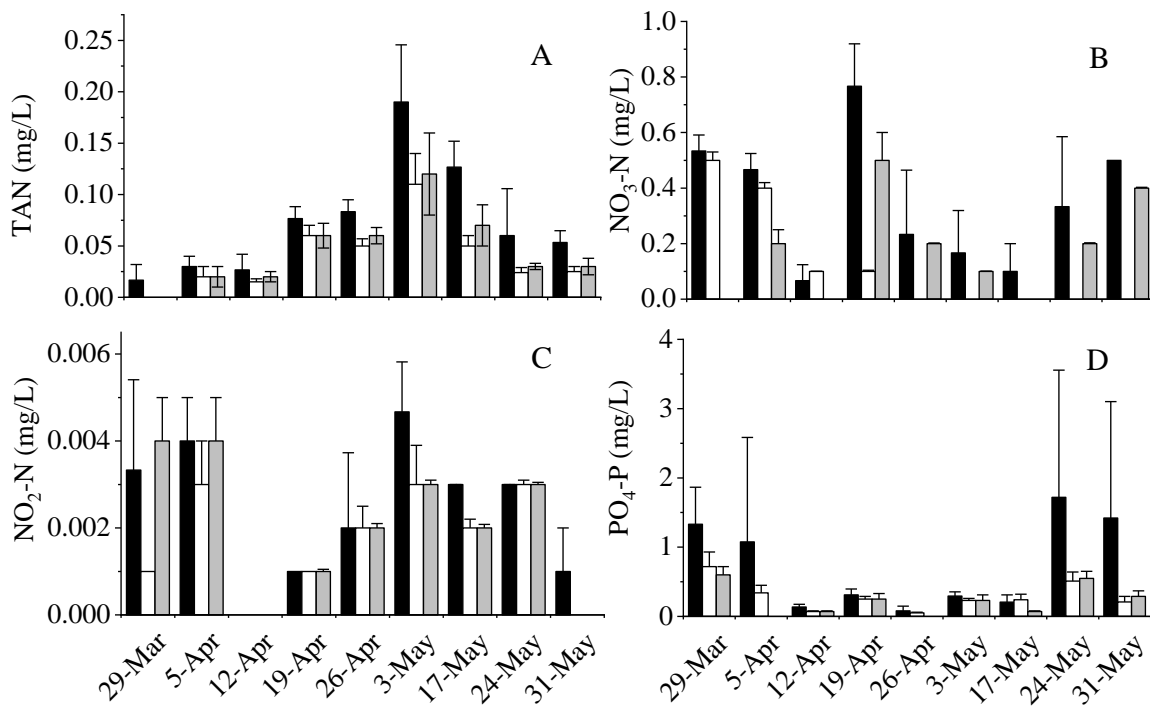 A
TAN (mg/L)
0.25
0.20
0.15
0.10
0.05
0.00
B
NO₃-N (mg/L)
1.0
0.8
0.6
0.4
0.2
0.0
C
NO₂-N (mg/L)
0.006
0.004
0.002
0.000
29-Mar
5-Apr
12-Apr
19-Apr
26-Apr
3-May
17-May
24-May
31-May
D
PO₄-P (mg/L)
4
3
2
1
0
29-Mar
5-Apr
12-Apr
19-Apr
26-Apr
3-May
17-May
24-May
31-May